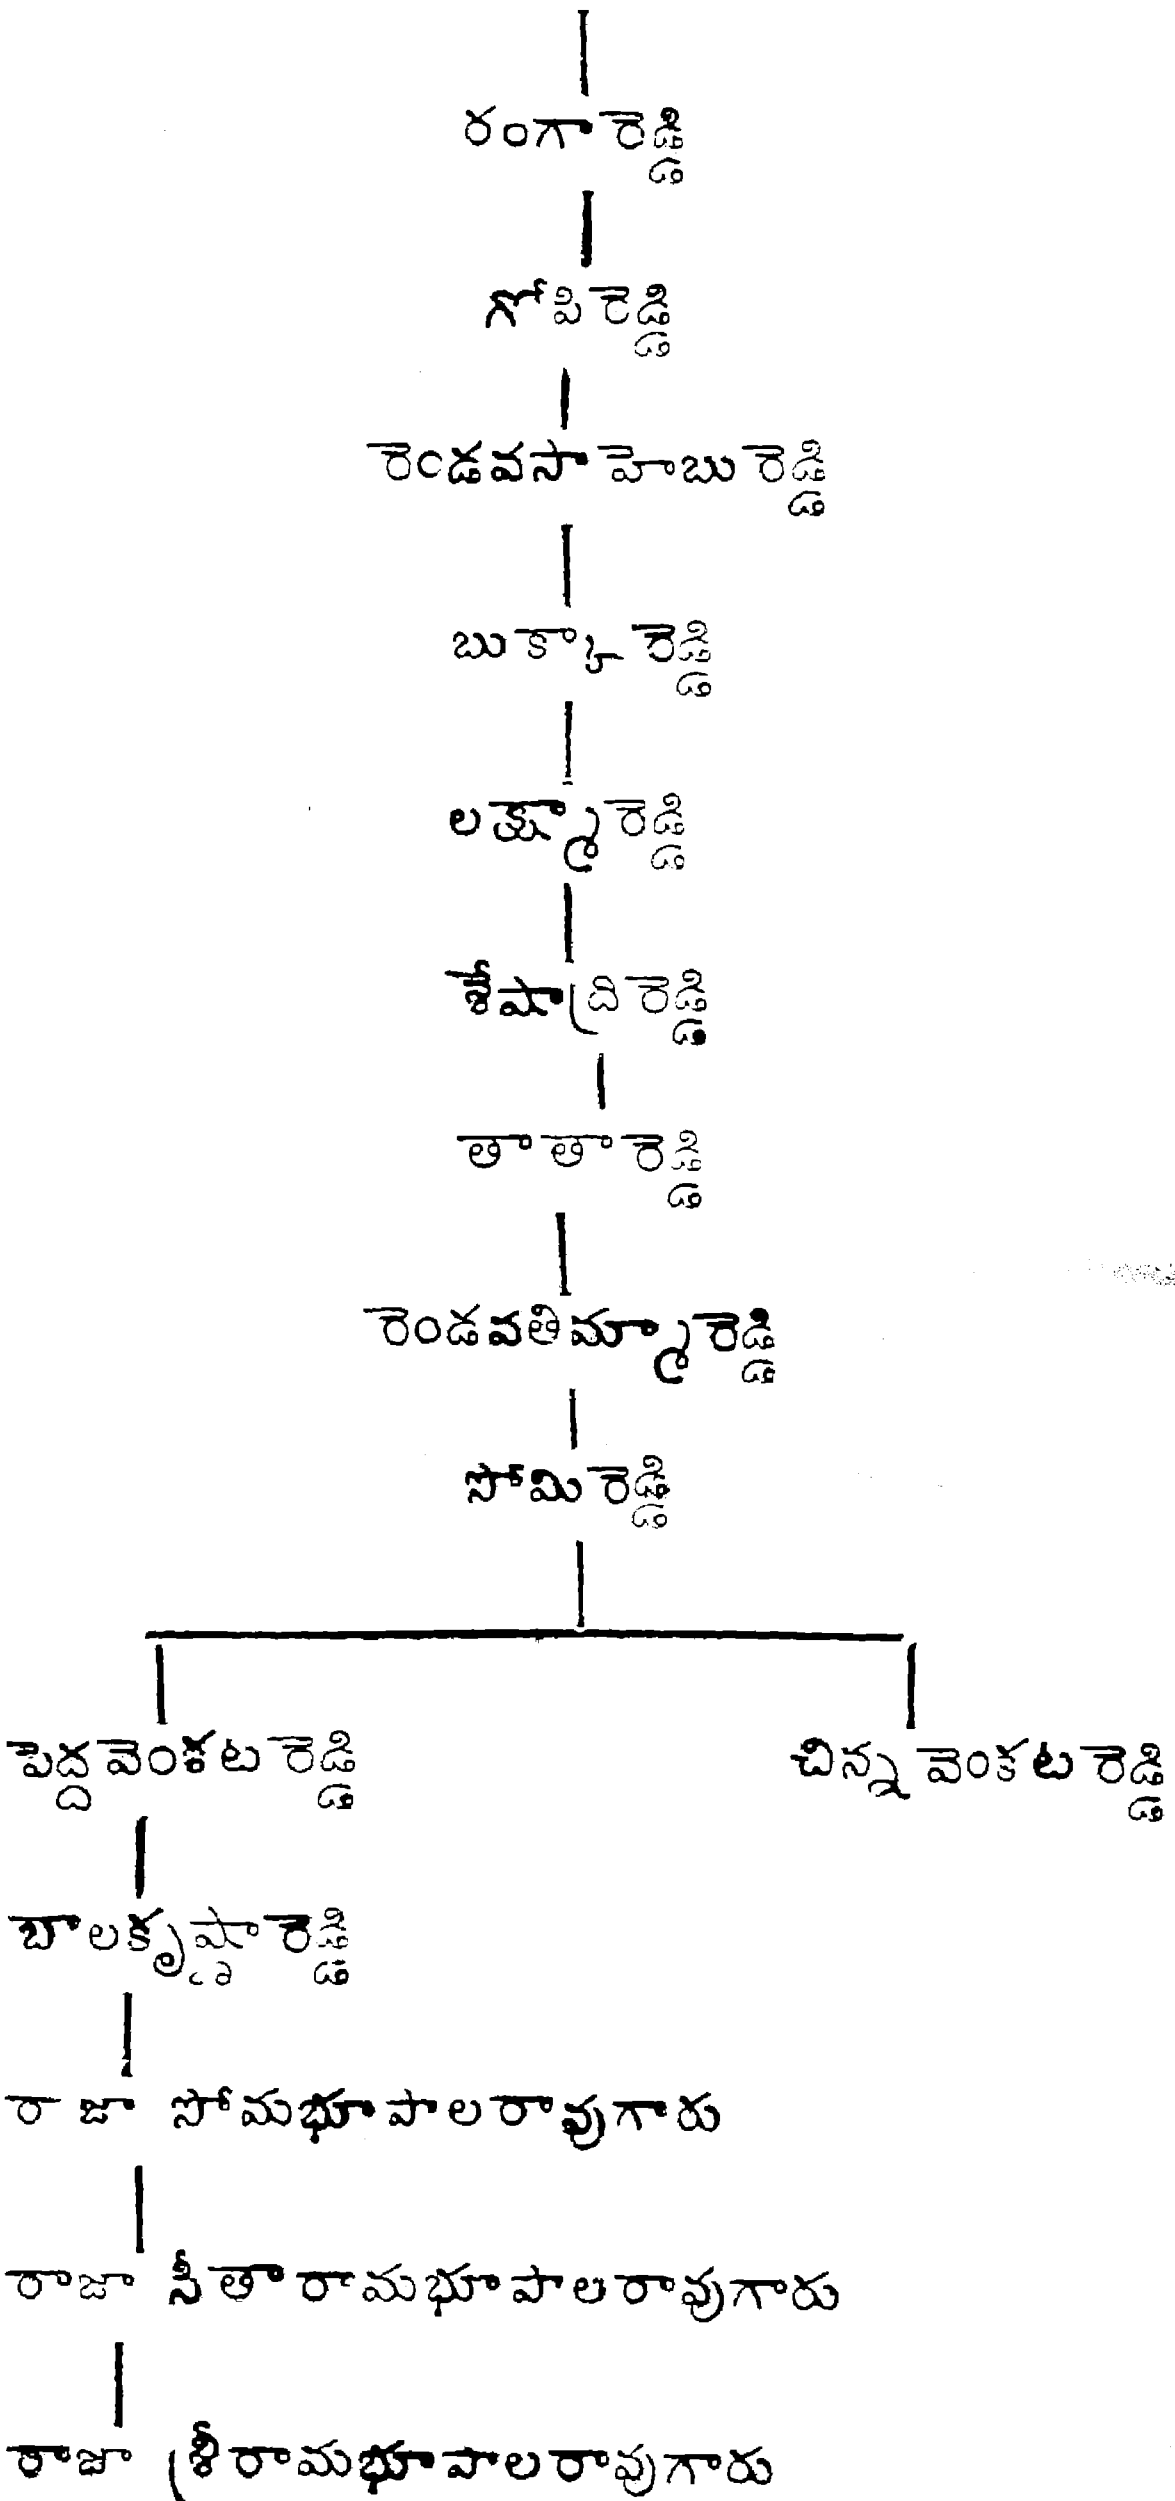 రంగారెడ్డి
గోపిరెడ్డి
రెండవసాహెబురెడ్డి
బుక్కారెడ్డి
లక్ష్మారెడ్డి
శేషాద్రిరెడ్డి
తాతారెడ్డి
రెండవతిమ్మారెడ్డి
సోమిరెడ్డి
పెద్దవెంకటరెడ్డి చిన్నవెంకటరెడ్డి
బాలకృష్ణారెడ్డి
రాజా సోమభూపాలరావుగారు
రాజా సీతారామభూపాలరావుగారు
రాజా శ్రీరామభూపాలరావుగారు